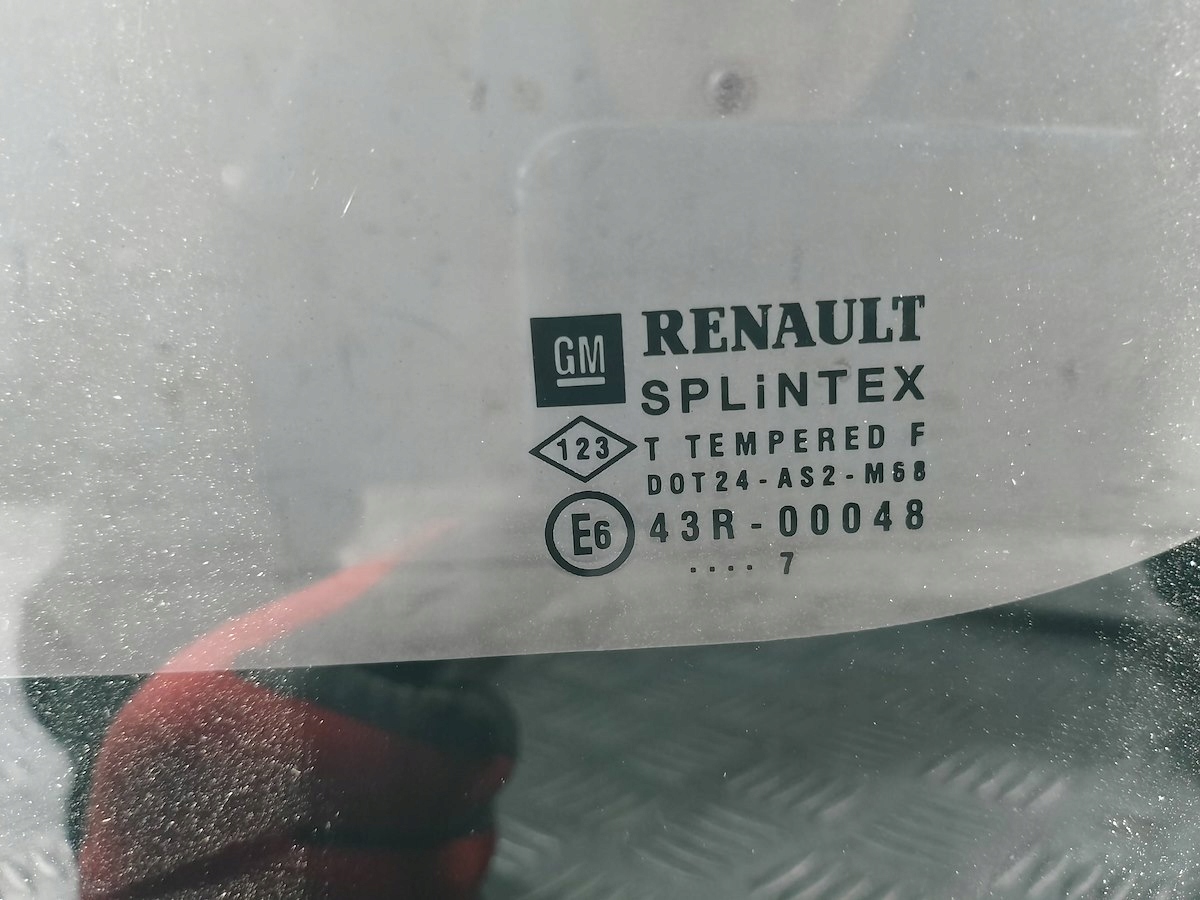 GM RENAULT
SPLiNTEX
123 T TEMPERED F
DOT24-AS2-M68
E6 43R-00048
.... 7